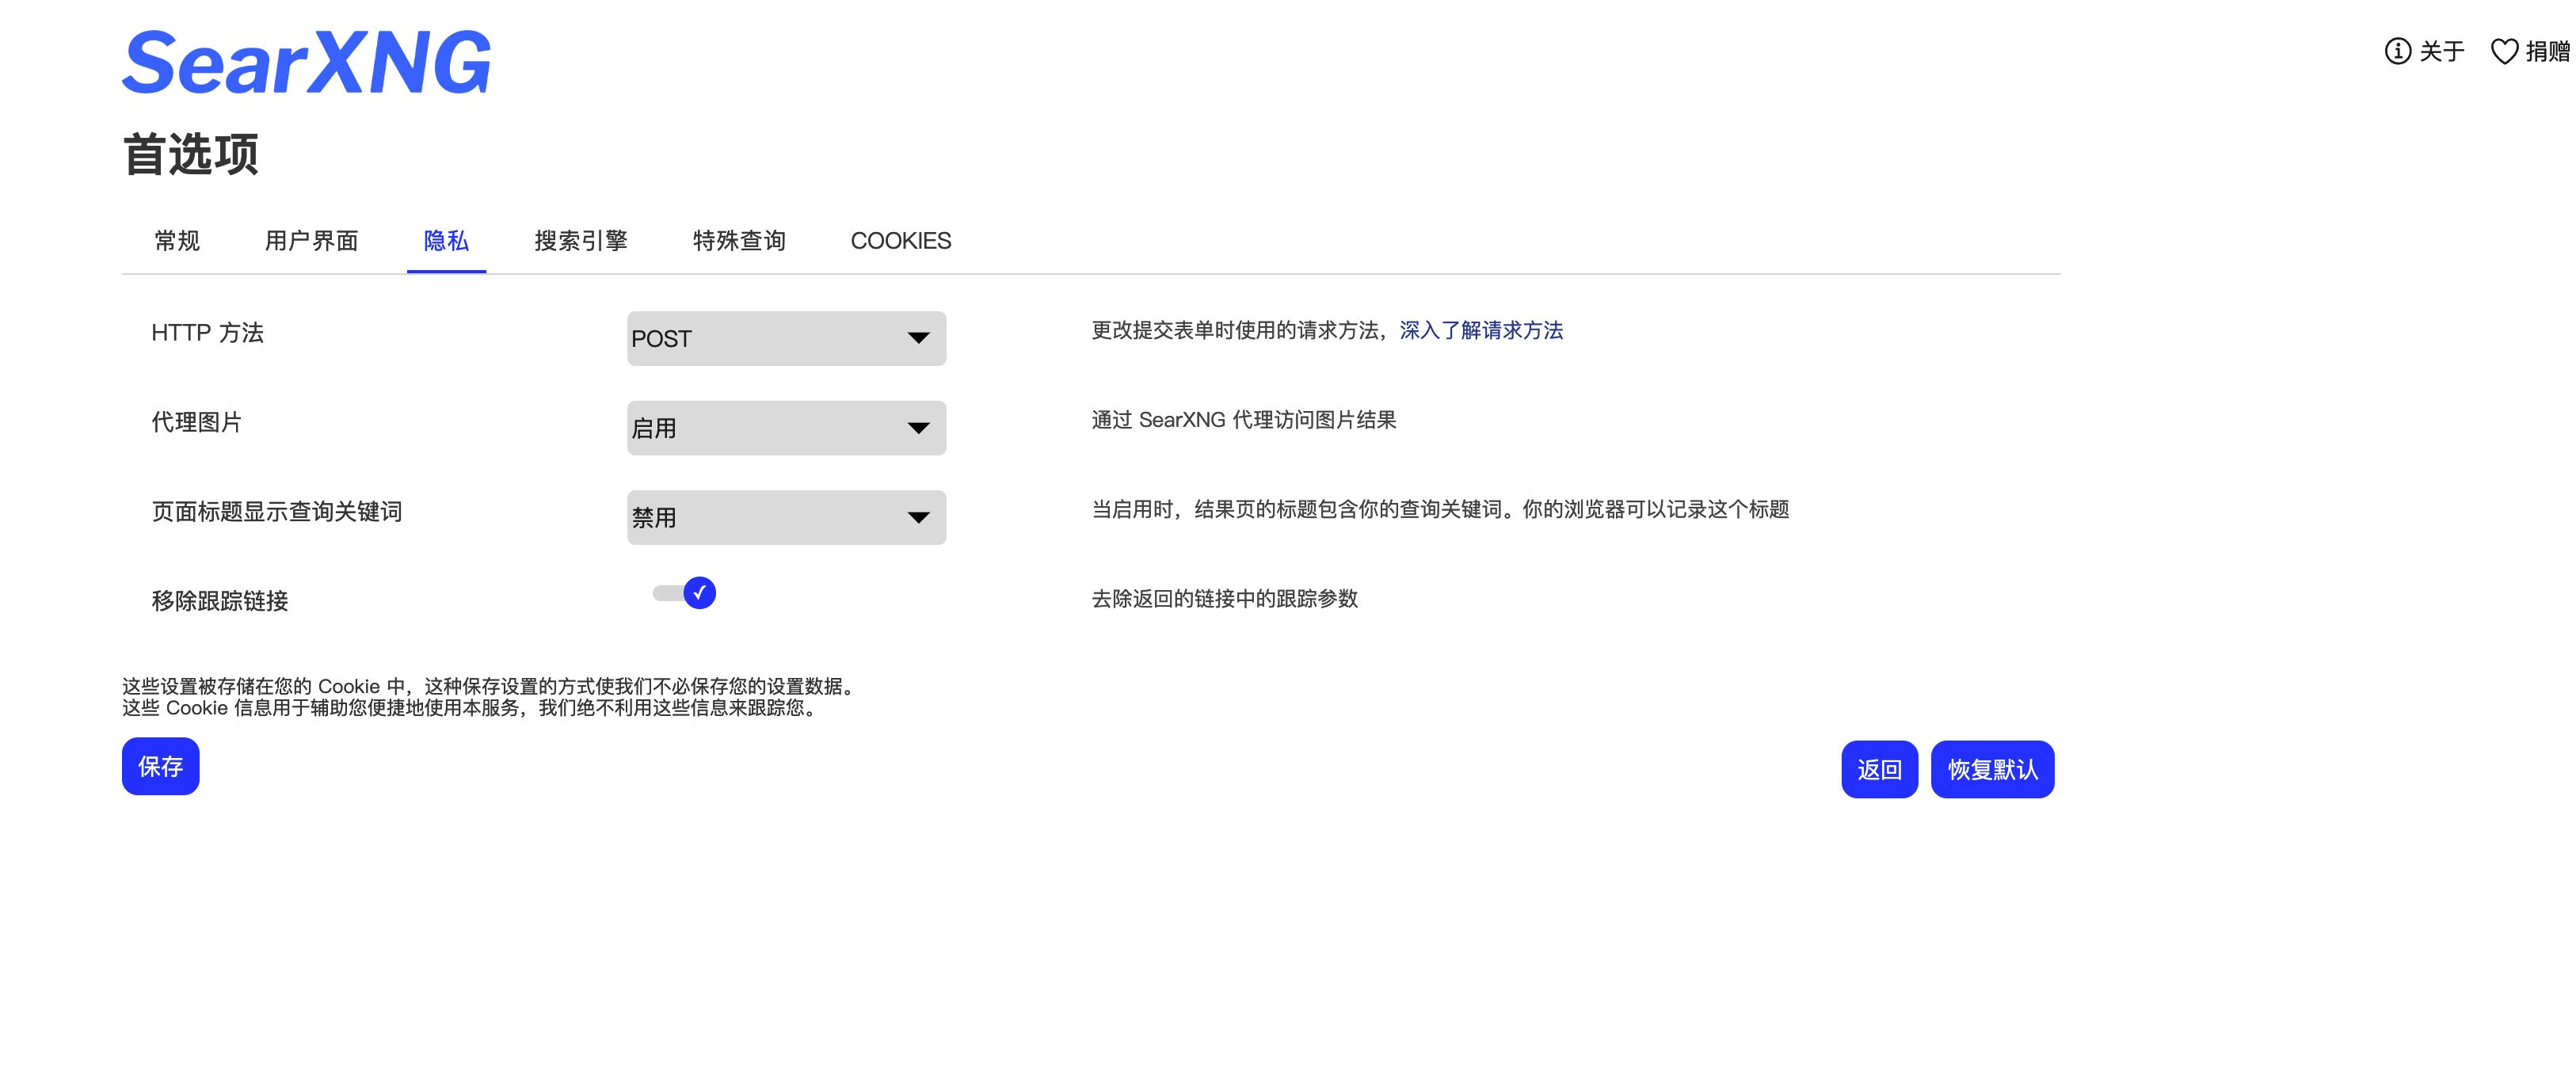 SearXNG
关于 捐赠
首选项
常规 用户界面 隐私 搜索引擎 特殊查询 COOKIES
HTTP 方法 POST 更改提交表单时使用的请求方法，深入了解请求方法
代理图片 启用 通过 SearXNG 代理访问图片结果
页面标题显示查询关键词 禁用 当启用时，结果页的标题包含你的查询关键词。你的浏览器可以记录这个标题
移除跟踪链接 去除返回的链接中的跟踪参数
这些设置被存储在您的 Cookie 中，这种保存设置的方式使我们不必保存您的设置数据。
这些 Cookie 信息用于辅助您便捷地使用本服务，我们绝不利用这些信息来跟踪您。
保存 返回 恢复默认